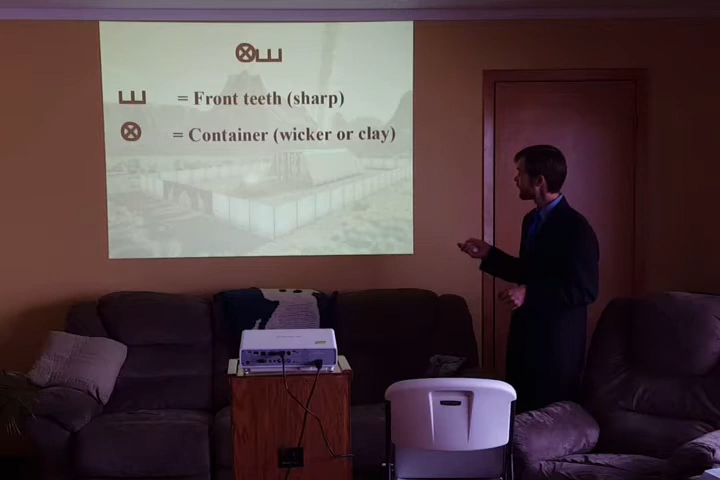 ⊗Ш
Ш = Front teeth (sharp)
⊗ = Container (wicker or clay)